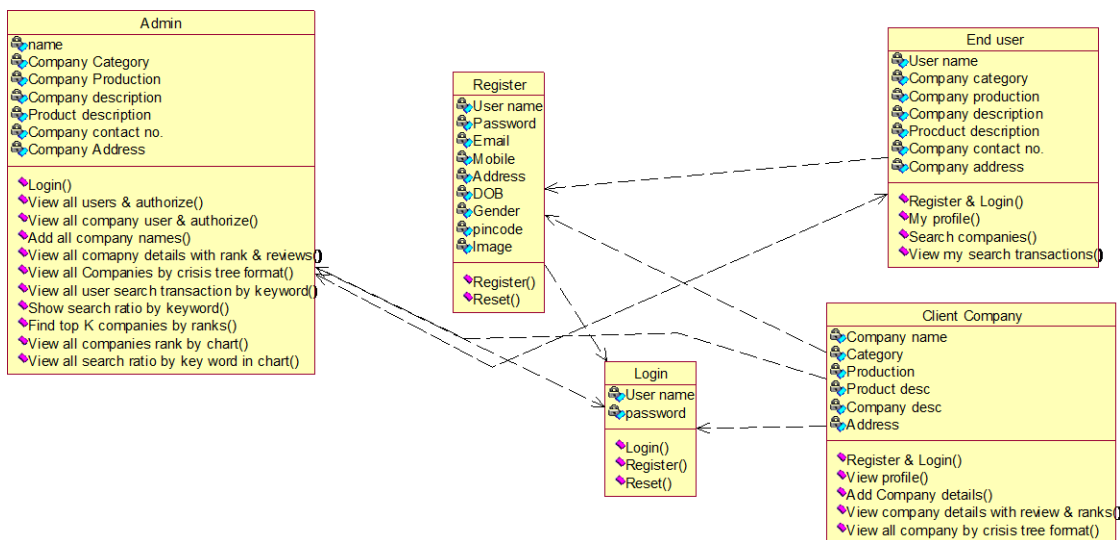 Admin
name
Company Category
Company Production
Company description
Product description
Company contact no.
Company Address
Login()
View all users & authorize()
View all company user & authorize()
Add all company names()
View all comapny details with rank & reviews()
View all Companies by crisis tree format()
View all user search transaction by keyword()
Show search ratio by keyword()
Find top K companies by ranks()
View all companies rank by chart()
View all search ratio by key word in chart()
Register
User name
Password
Email
Mobile
Address
DOB
Gender
pincode
Image
Register()
Reset()
End user
User name
Company category
Company production
Company description
Procduct description
Company contact no.
Company address
Register & Login()
My profile()
Search companies()
View my search transactions()
Login
User name
password
Login()
Register()
Reset()
Client Company
Company name
Category
Production
Product desc
Company desc
Address
Register & Login()
View profile()
Add Company details()
View company details with review & ranks()
View all company by crisis tree format()